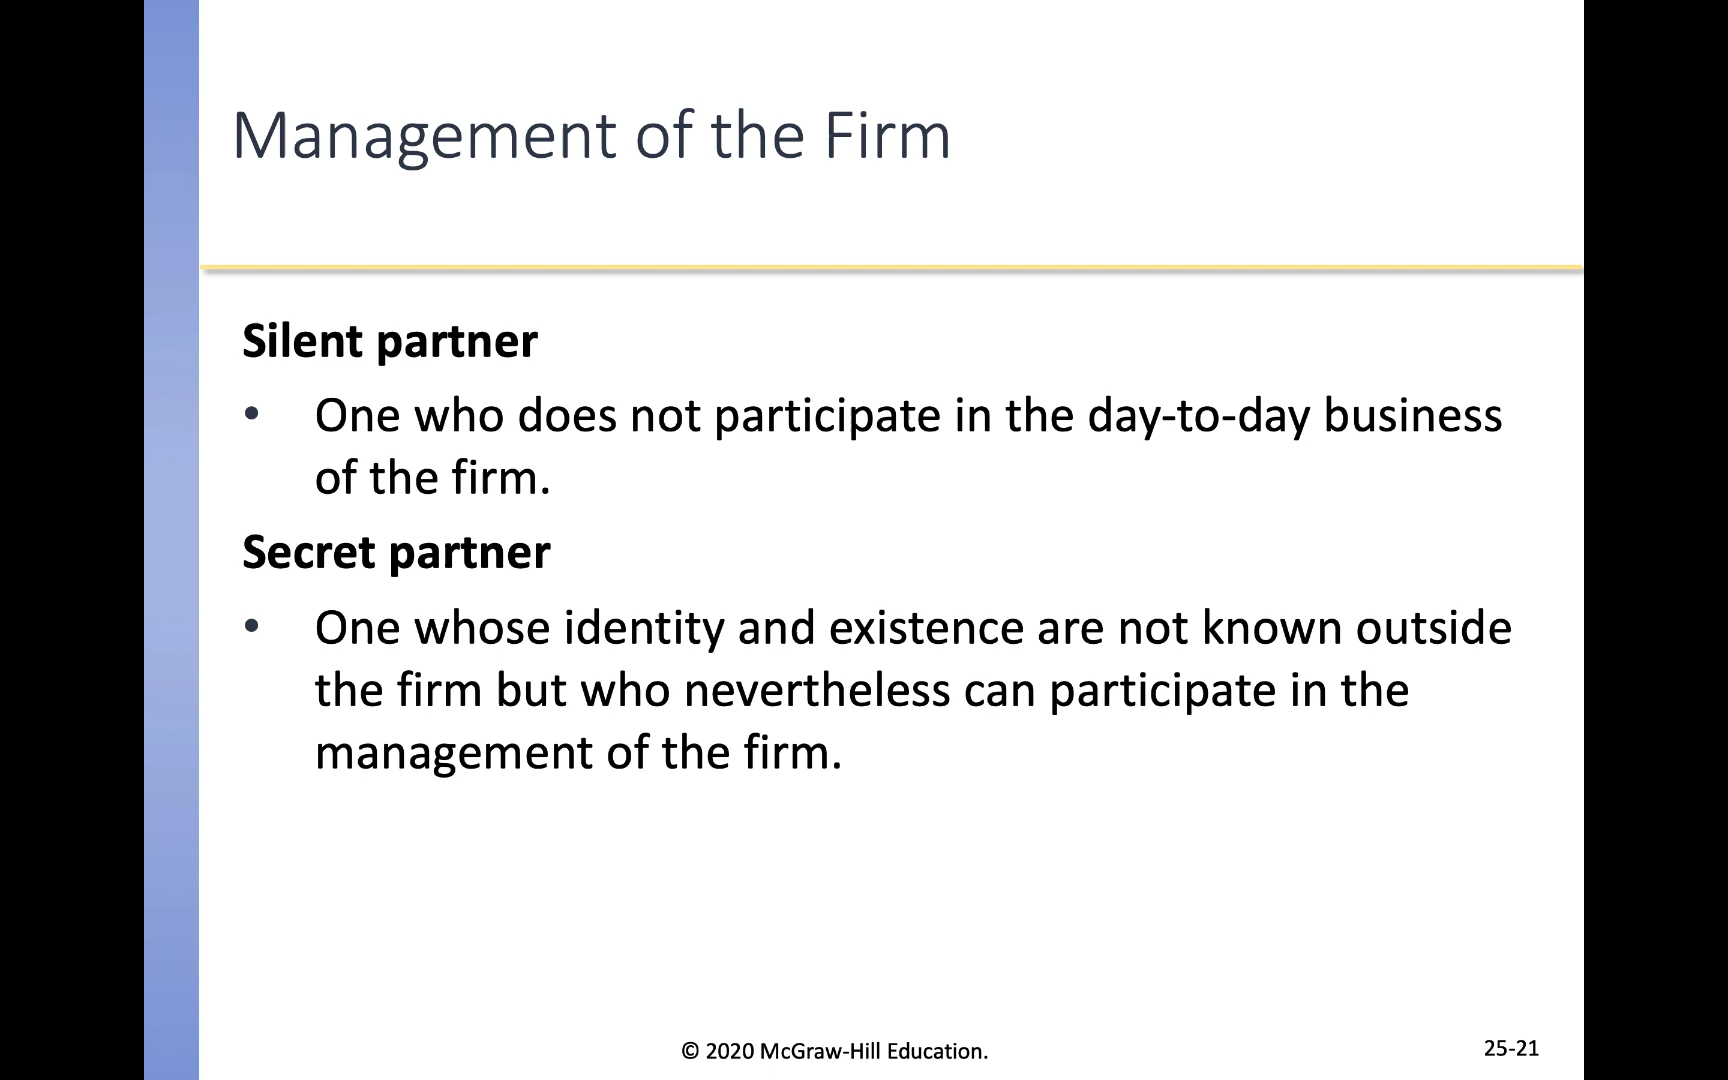 Management of the Firm
Silent partner
• One who does not participate in the day-to-day business
of the firm.
Secret partner
• One whose identity and existence are not known outside
the firm but who nevertheless can participate in the
management of the firm.
© 2020 McGraw-Hill Education.
25-21